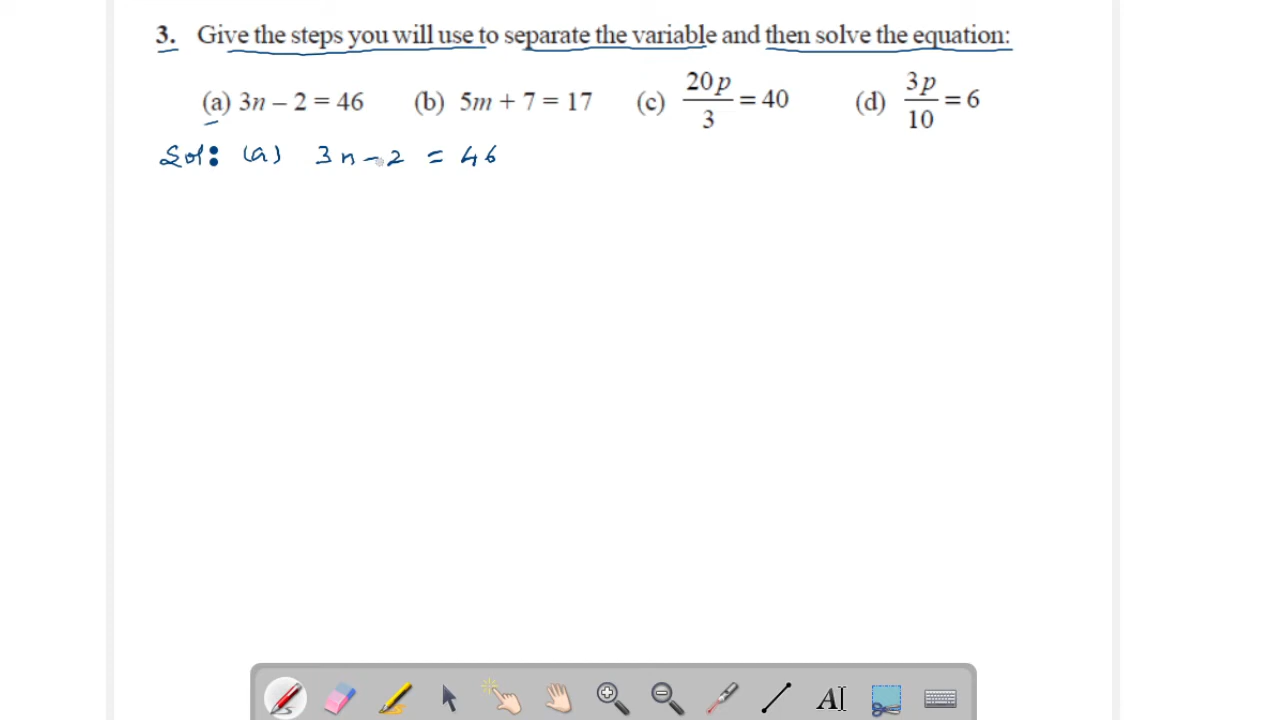 3. Give the steps you will use to separate the variable and then solve the equation:
(a) 3n – 2 = 46 (b) 5m + 7 = 17 (c) 20p/3 = 40 (d) 3p/10 = 6
Sol: (a) 3n - 2 = 46